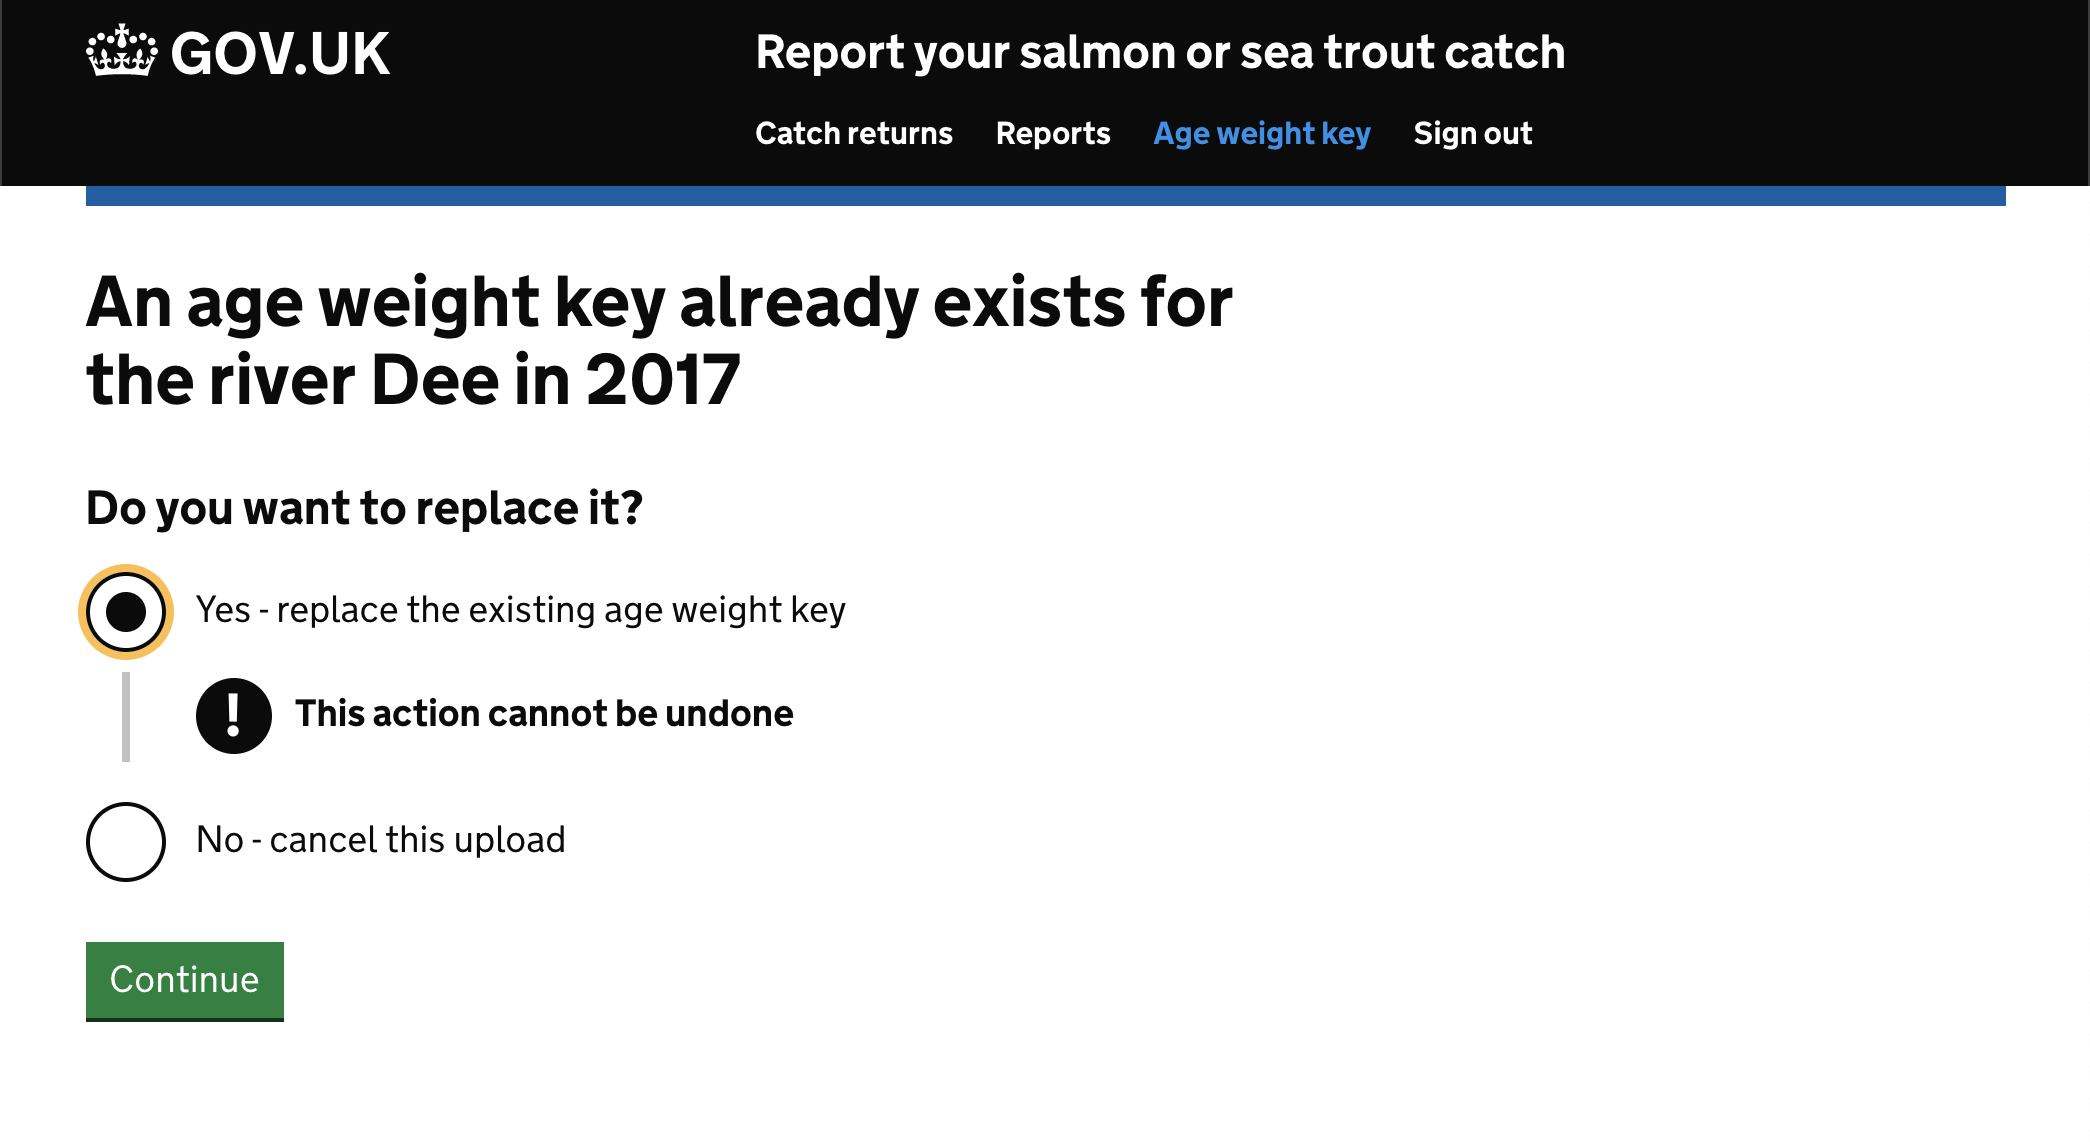 GOV.UK
Report your salmon or sea trout catch
Catch returns Reports Age weight key Sign out
An age weight key already exists for
the river Dee in 2017
Do you want to replace it?
Yes - replace the existing age weight key
! This action cannot be undone
No - cancel this upload
Continue